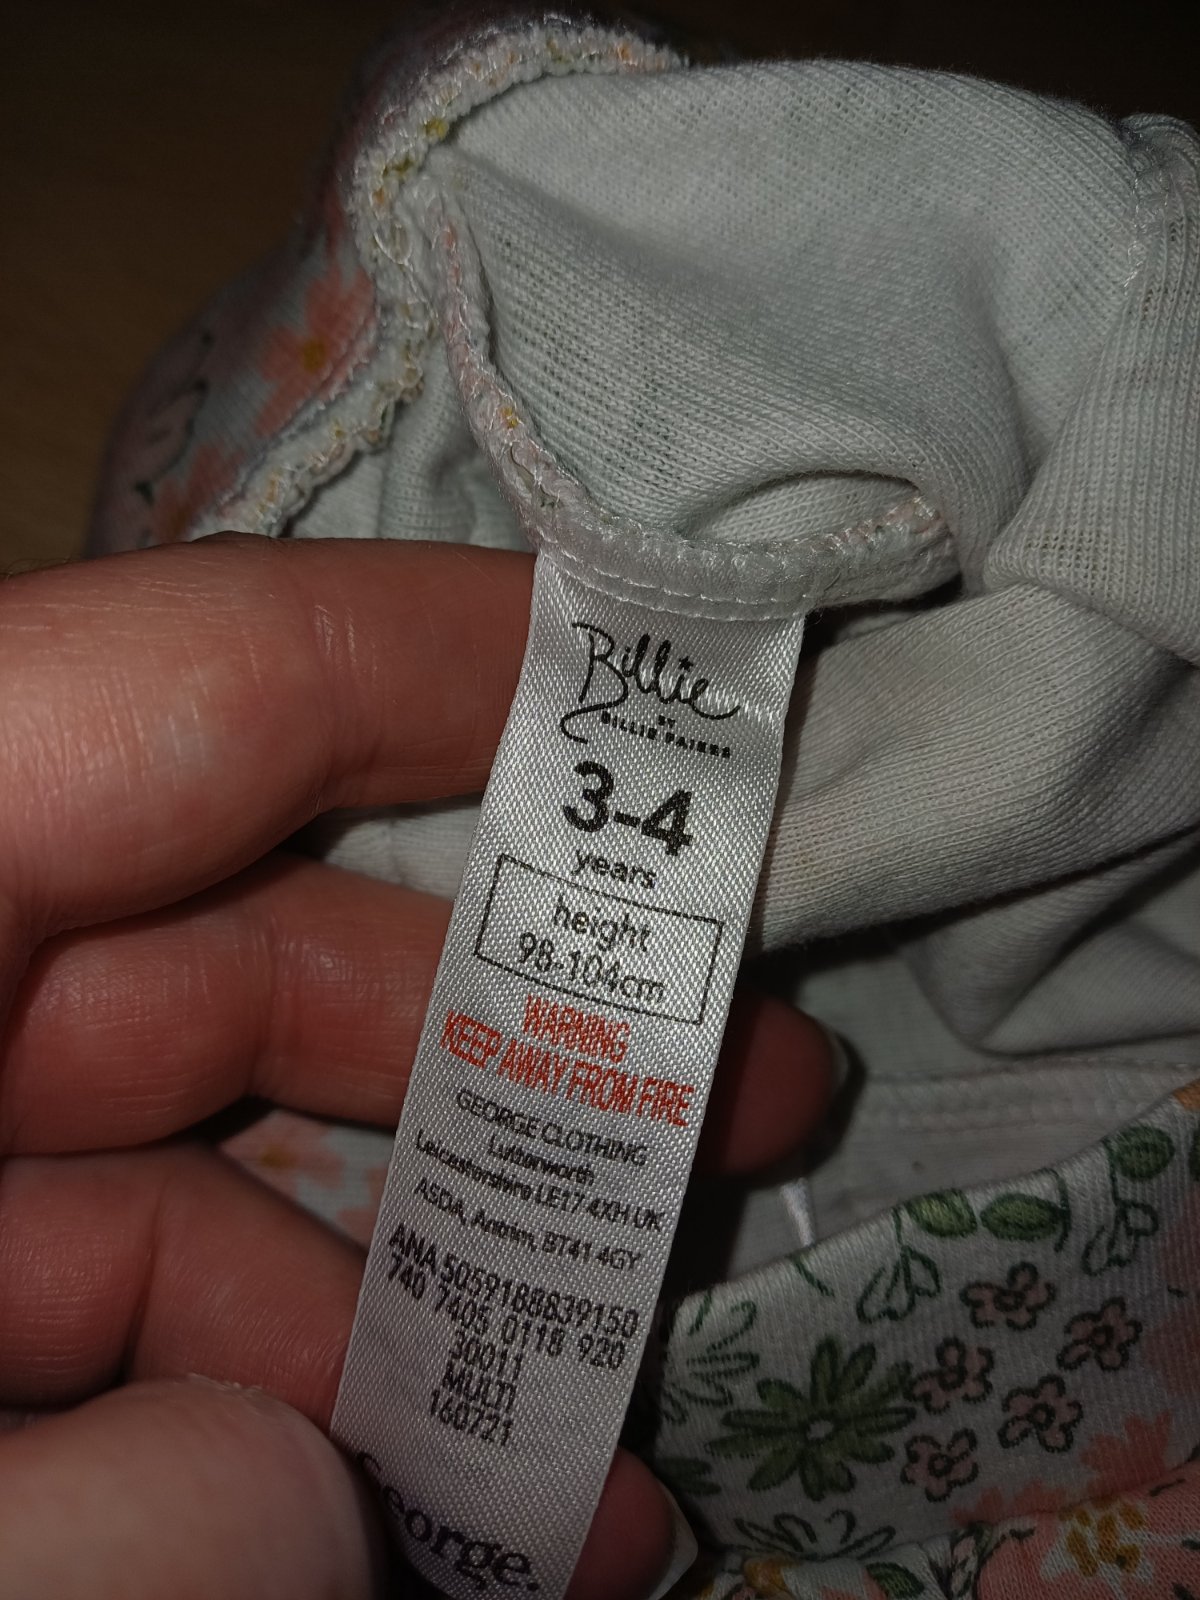 Billie
BY
BILLIE FAIERS
3-4
years
height
98-104cm
WARNING
KEEP AWAY FROM FIRE
GEORGE CLOTHING
Lutterworth
Leicestershire LE17 4XH UK
ASDA, Antrim, BT41 4GY
ANA 5059188839150
740 7405 0118 920
30011
MULTI
160721
George.